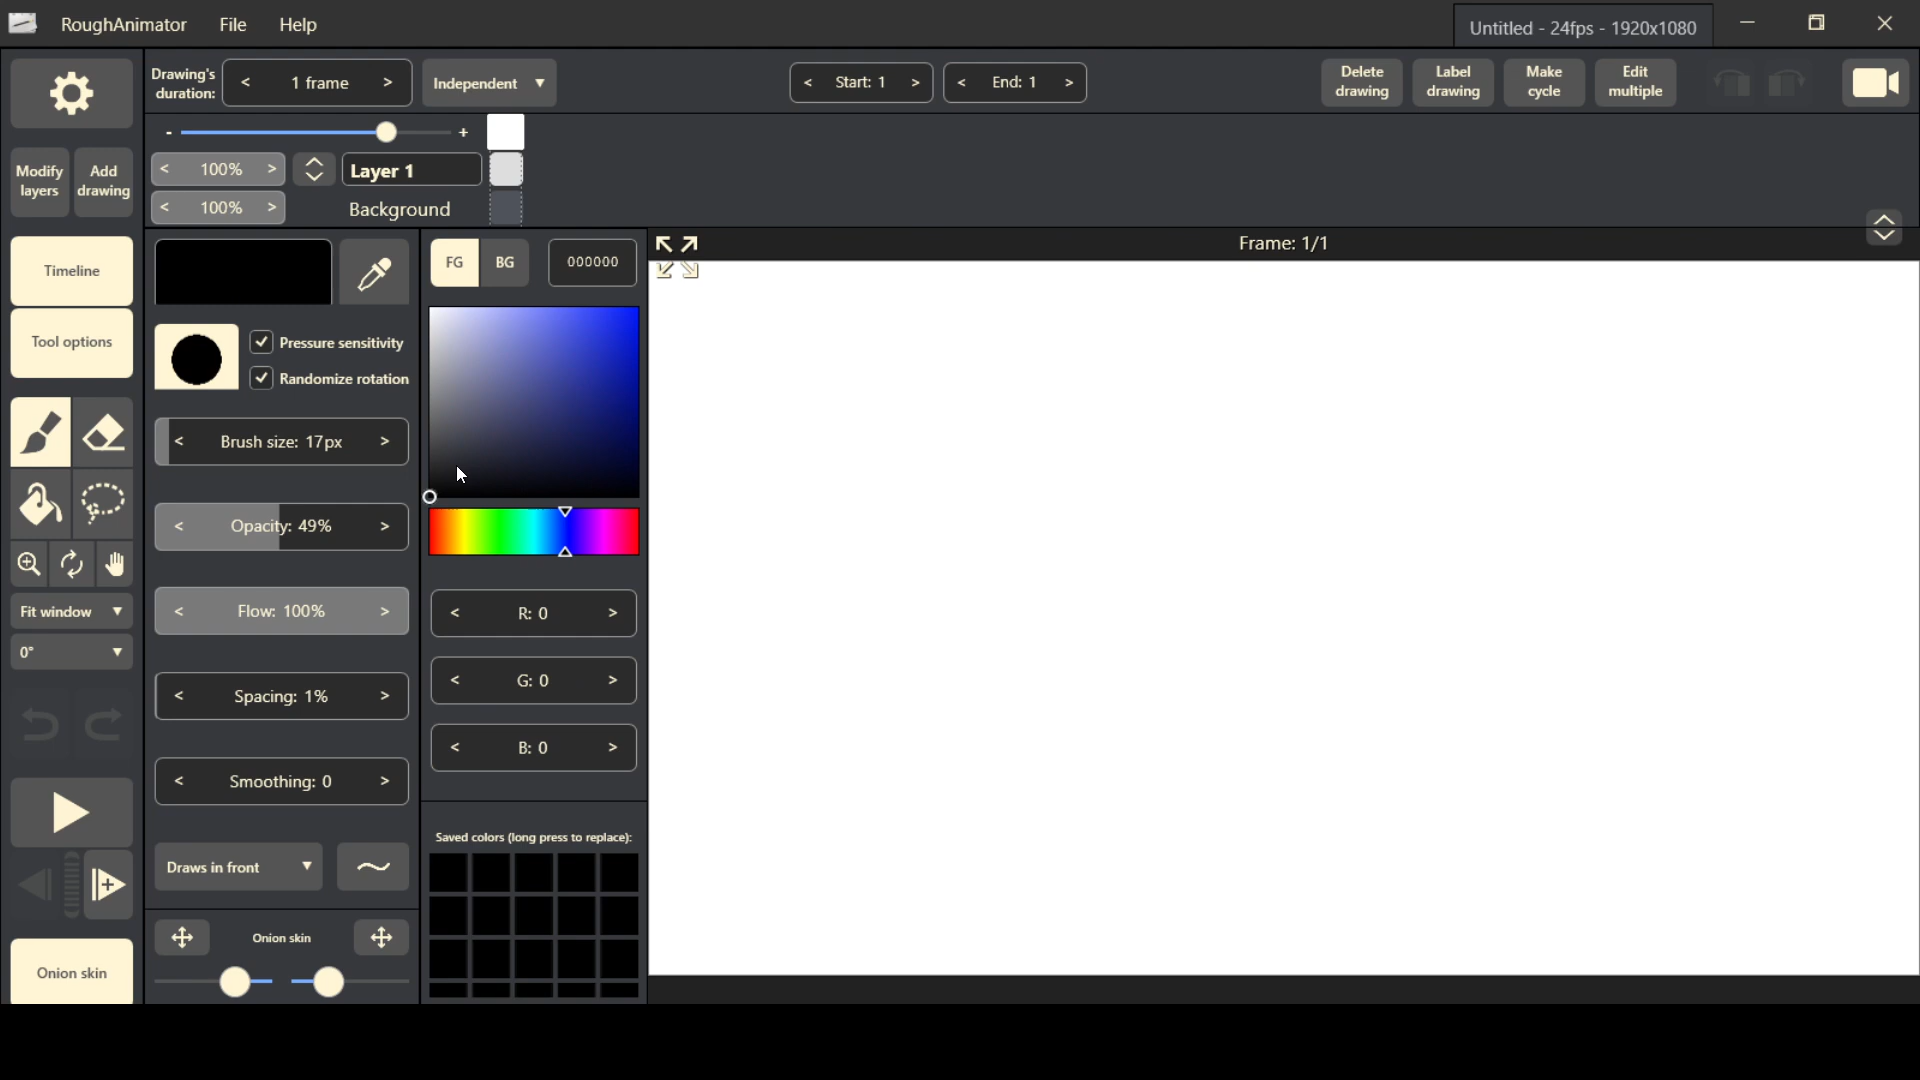 RoughAnimator File Help Untitled - 24fps - 1920x1080
Drawing's duration: < 1 frame > Independent ▼ < Start: 1 > < End: 1 > Delete drawing Label drawing Make cycle Edit multiple
- +
Modify layers Add drawing < 100% > Layer 1
< 100% > Background
Frame: 1/1
Timeline FG BG 000000
Tool options
Pressure sensitivity
Randomize rotation
< Brush size: 17px >
< Opacity: 49% >
Fit window ▼ < Flow: 100% > < R: 0 >
0° ▼
< Spacing: 1% > < G: 0 >
< B: 0 >
< Smoothing: 0 >
Saved colors (long press to replace):
Draws in front ▼
Onion skin
Onion skin